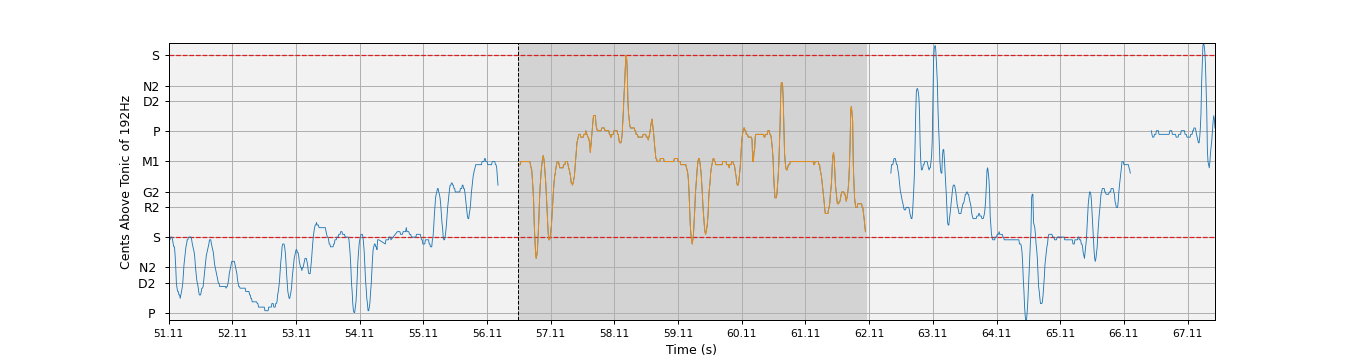 Cents Above Tonic of 192Hz
S
N2
D2
P
M1
G2
R2
S
N2
D2
P
51.11 52.11 53.11 54.11 55.11 56.11 57.11 58.11 59.11 60.11 61.11 62.11 63.11 64.11 65.11 66.11 67.11
Time (s)